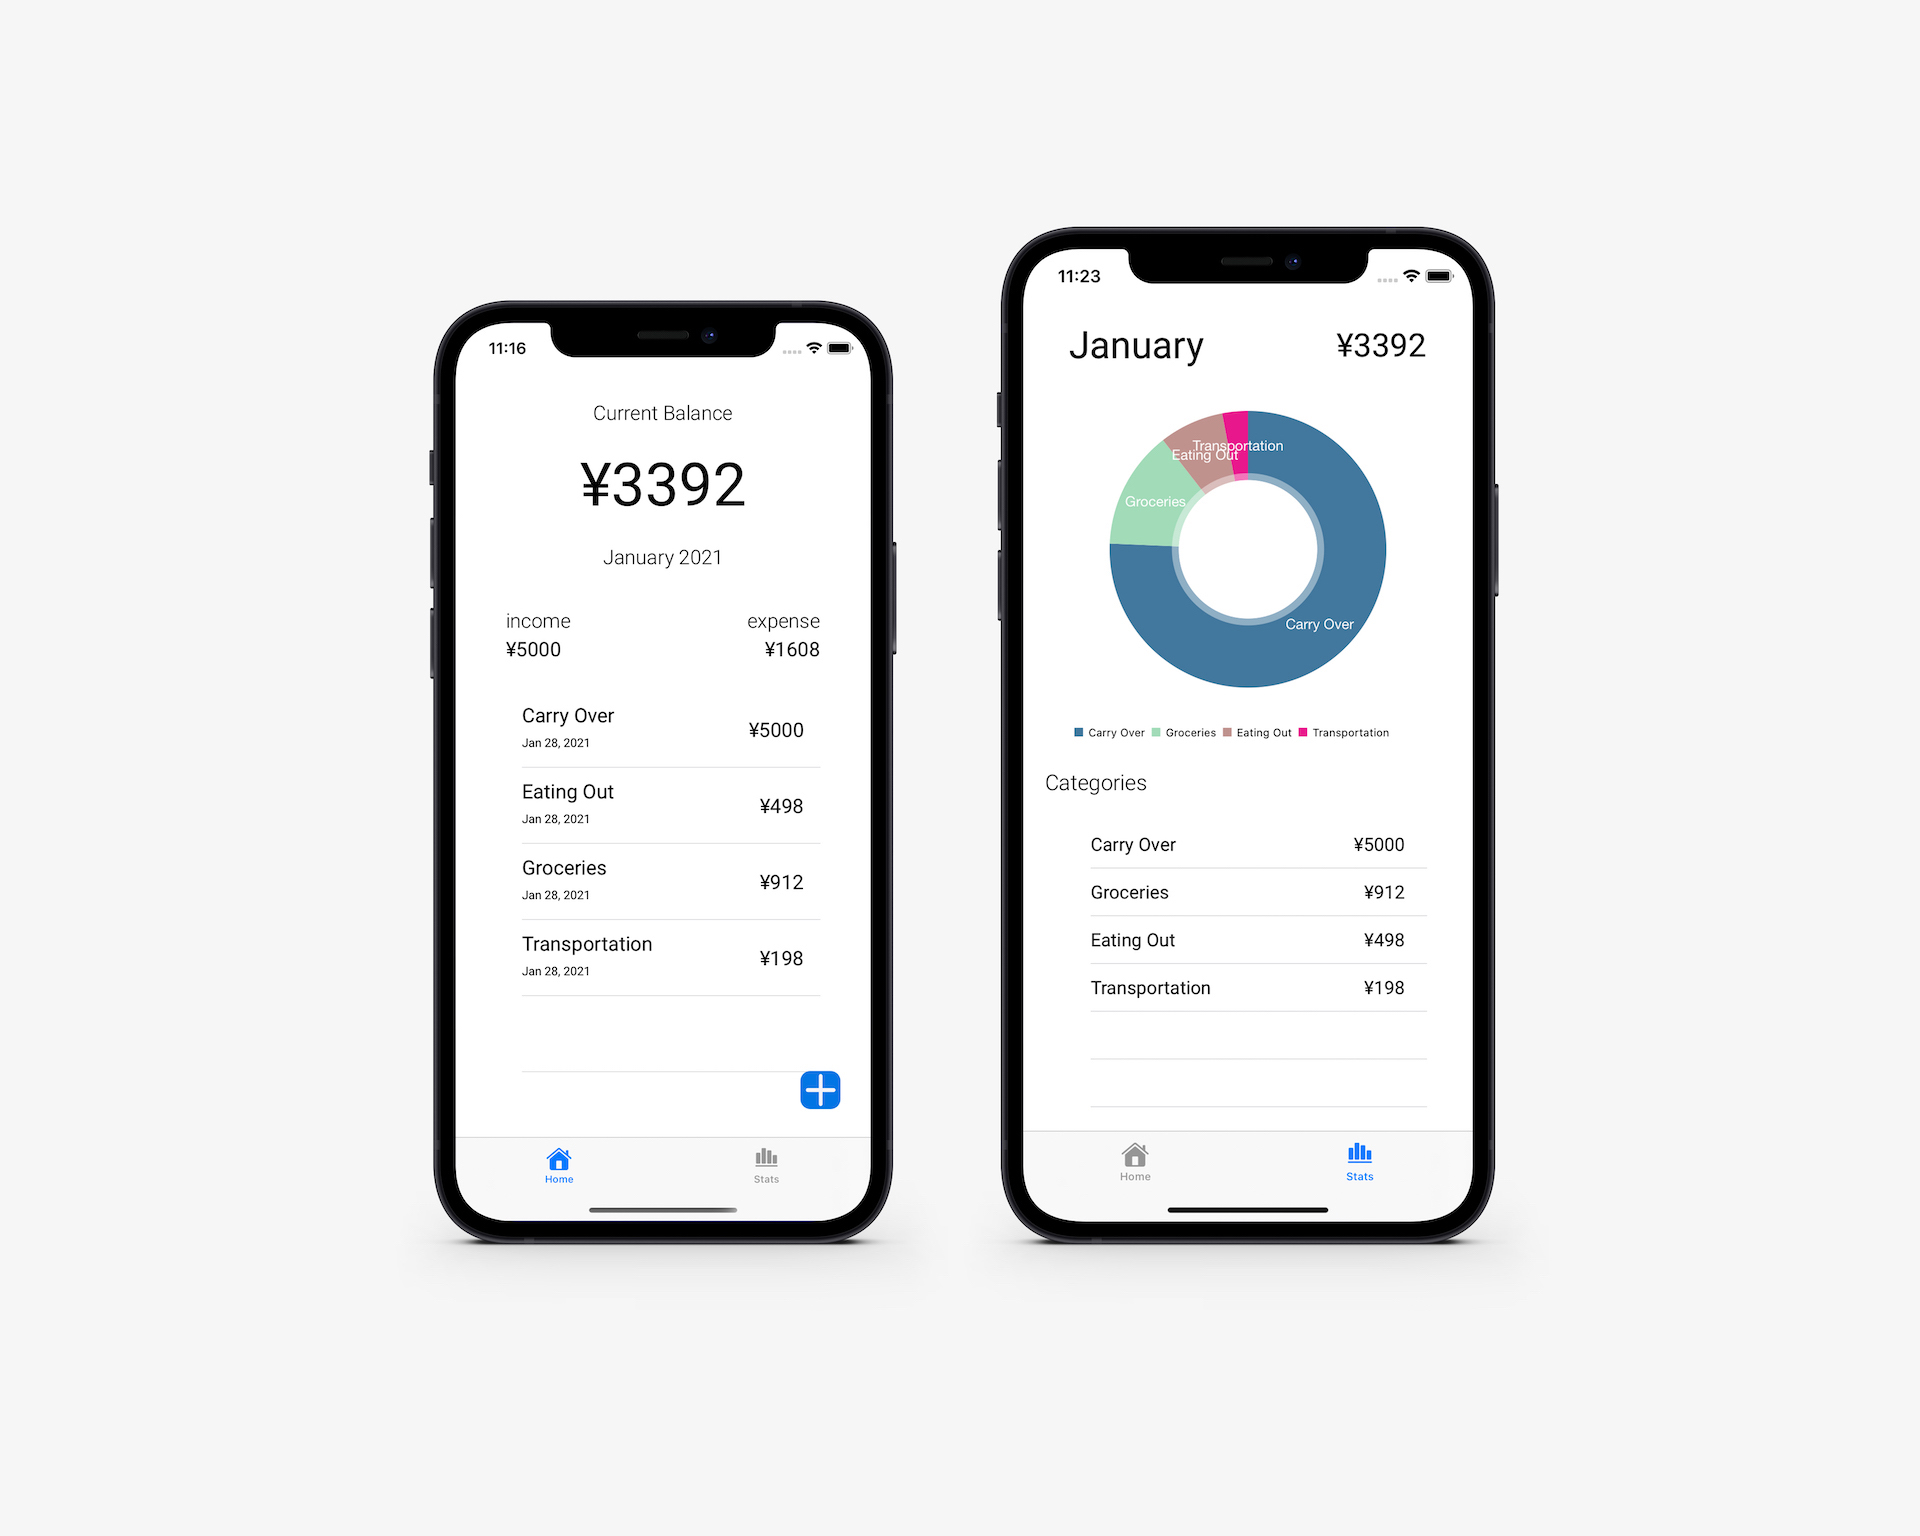 11:16
Current Balance
¥3392
January 2021
income expense
¥5000 ¥1608
Carry Over
Jan 28, 2021
¥5000
Eating Out
Jan 28, 2021
¥498
Groceries
Jan 28, 2021
¥912
Transportation
Jan 28, 2021
¥198
Home Stats
11:23
January ¥3392
Transportation
Eating Out
Groceries
Carry Over
Carry Over Groceries Eating Out Transportation
Categories
Carry Over ¥5000
Groceries ¥912
Eating Out ¥498
Transportation ¥198
Home Stats